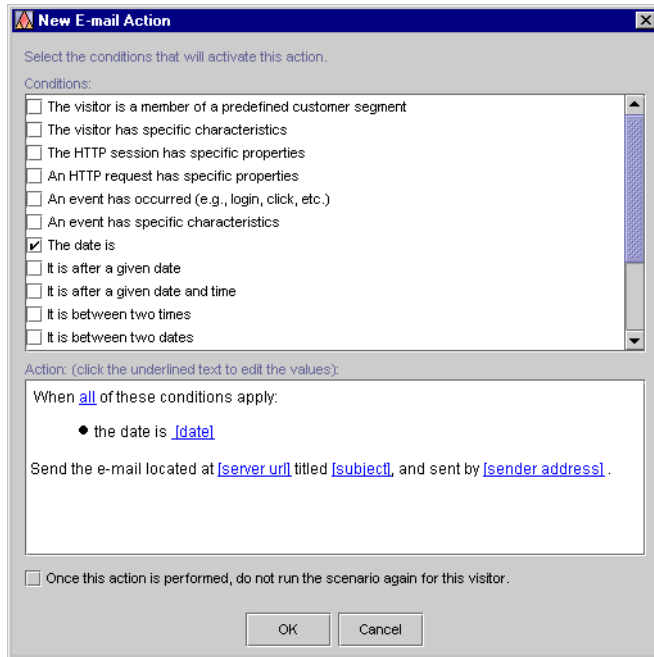 New E-mail Action
Select the conditions that will activate this action.
Conditions:
The visitor is a member of a predefined customer segment
The visitor has specific characteristics
The HTTP session has specific properties
An HTTP request has specific properties
An event has occurred (e.g., login, click, etc.)
An event has specific characteristics
The date is
It is after a given date
It is after a given date and time
It is between two times
It is between two dates
Action: (click the underlined text to edit the values):
When all of these conditions apply:
● the date is [date]
Send the e-mail located at [server url] titled [subject], and sent by [sender address] .
Once this action is performed, do not run the scenario again for this visitor.
OK Cancel